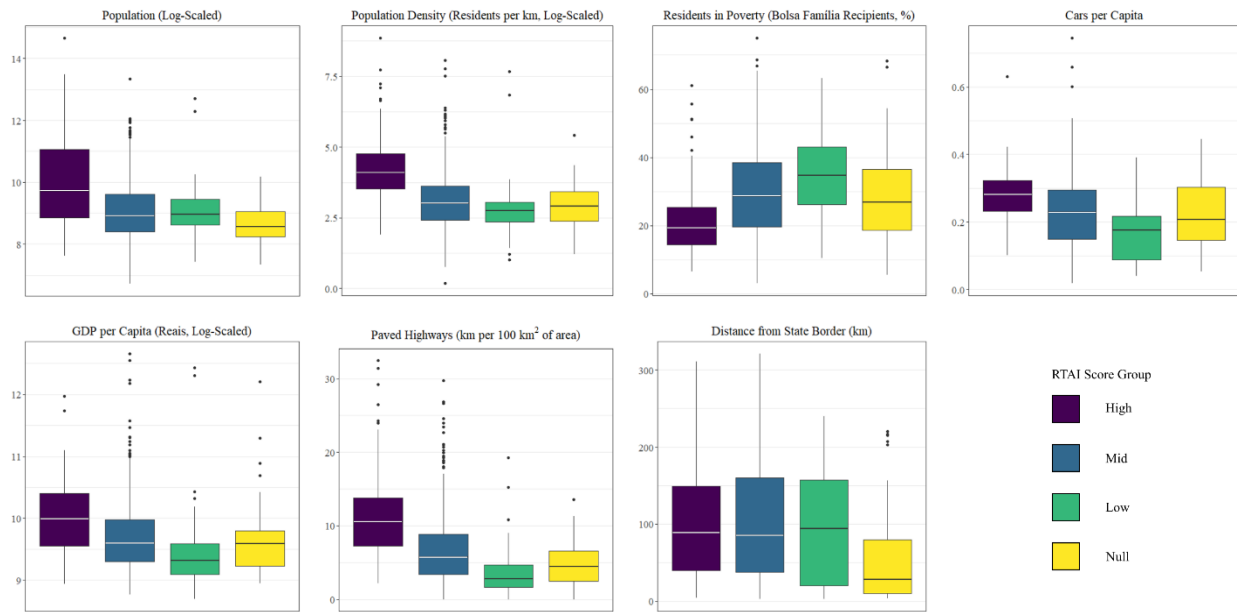 Population (Log-Scaled)
14
12
10
8
Population Density (Residents per km, Log-Scaled)
7.5
5.0
2.5
0.0
Residents in Poverty (Bolsa Família Recipients, %)
60
40
20
0
Cars per Capita
0.6
0.4
0.2
0.0
GDP per Capita (Reais, Log-Scaled)
12
11
10
9
Paved Highways (km per 100 km² of area)
30
20
10
0
Distance from State Border (km)
300
200
100
0
RTAI Score Group
High
Mid
Low
Null